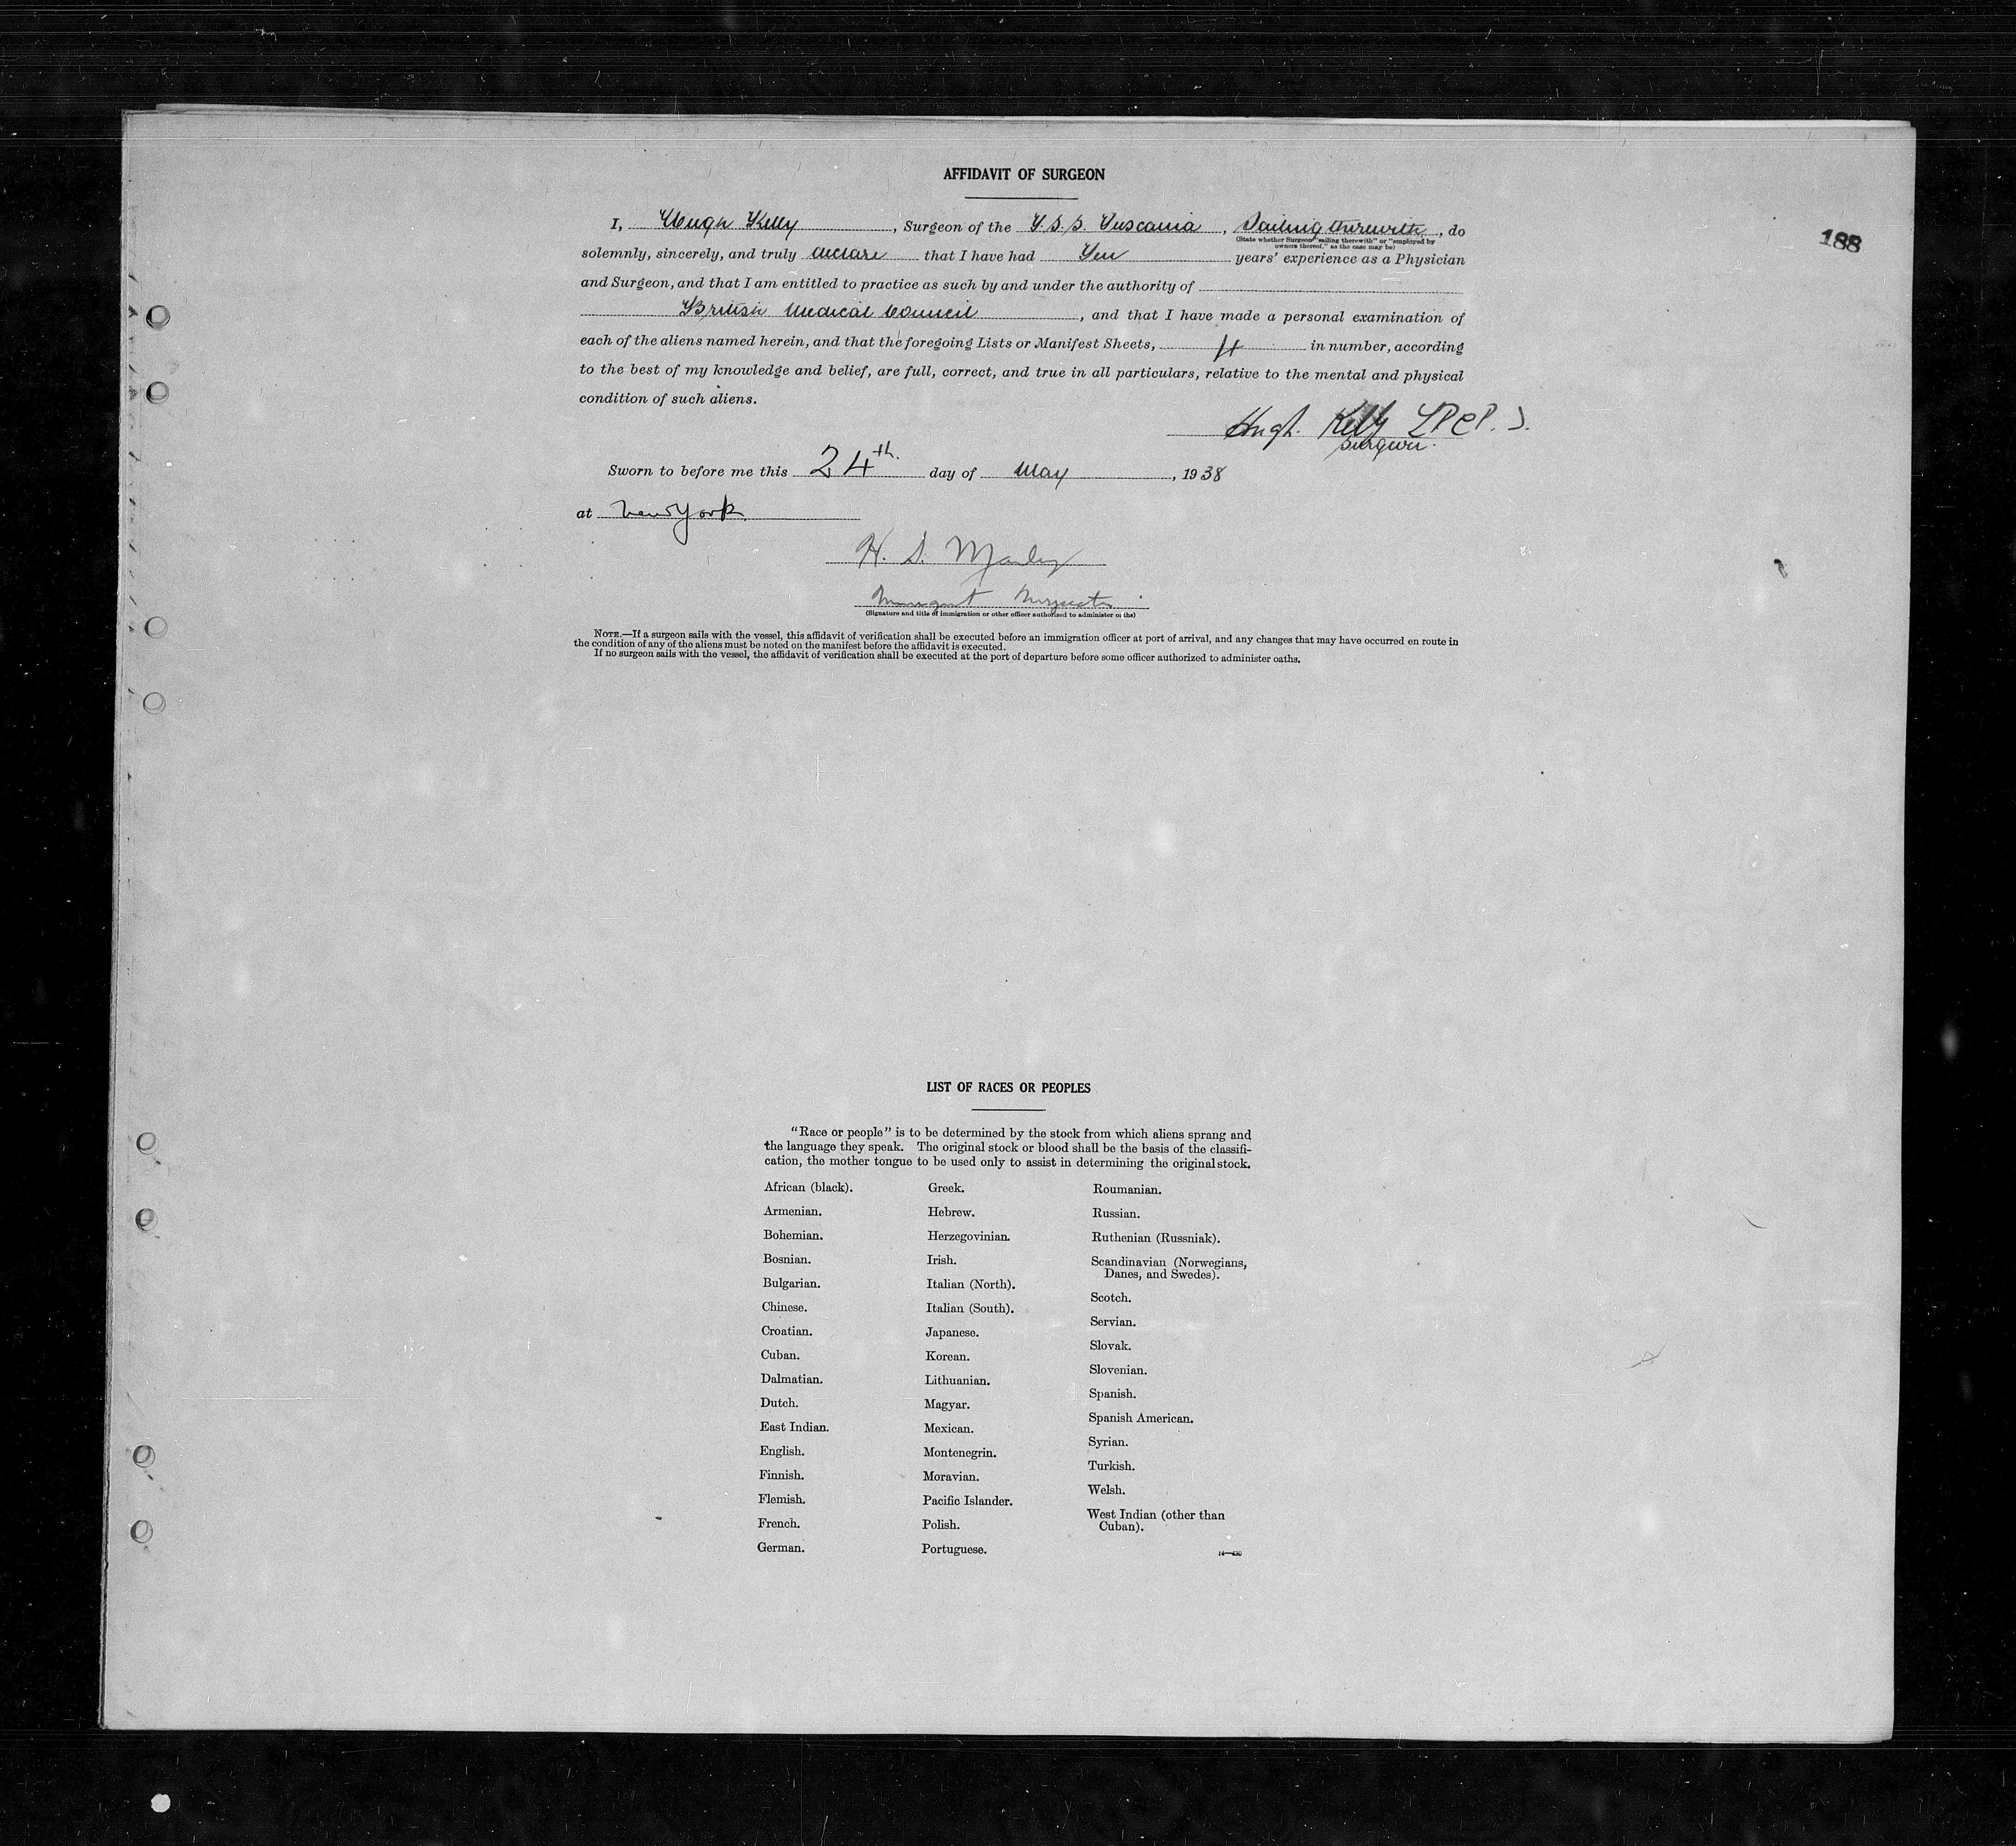 188
AFFIDAVIT OF SURGEON
I, Hugh Kelly, Surgeon of the T.S.S. Tuscania, Sailing therewith, do
(State whether Surgeon "sailing therewith" or "employed by
owners thereof," as the case may be)
solemnly, sincerely, and truly declare that I have had Ten years' experience as a Physician
and Surgeon, and that I am entitled to practice as such by and under the authority of
British Medical Council, and that I have made a personal examination of
each of the aliens named herein, and that the foregoing Lists or Manifest Sheets, 4 in number, according
to the best of my knowledge and belief, are full, correct, and true in all particulars, relative to the mental and physical
condition of such aliens.
Hugh. Kelly
Surgeon.
Sworn to before me this 24th. day of May, 1938
at New York
H. S. Manley
Immigrant Inspector
(Signature and title of immigration or other officer authorized to administer oaths)
NOTE.—If a surgeon sails with the vessel, this affidavit of verification shall be executed before an immigration officer at port of arrival, and any changes that may have occurred en route in
the condition of any of the aliens must be noted on the manifest before the affidavit is executed.
If no surgeon sails with the vessel, the affidavit of verification shall be executed at the port of departure before some officer authorized to administer oaths.
LIST OF RACES OR PEOPLES
"Race or people" is to be determined by the stock from which aliens sprang and
the language they speak. The original stock or blood shall be the basis of the classifi-
cation, the mother tongue to be used only to assist in determining the original stock.
African (black).
Armenian.
Bohemian.
Bosnian.
Bulgarian.
Chinese.
Croatian.
Cuban.
Dalmatian.
Dutch.
East Indian.
English.
Finnish.
Flemish.
French.
German.
Greek.
Hebrew.
Herzegovinian.
Irish.
Italian (North).
Italian (South).
Japanese.
Korean.
Lithuanian.
Magyar.
Mexican.
Montenegrin.
Moravian.
Pacific Islander.
Polish.
Portuguese.
Roumanian.
Russian.
Ruthenian (Russniak).
Scandinavian (Norwegians,
Danes, and Swedes).
Scotch.
Servian.
Slovak.
Slovenian.
Spanish.
Spanish American.
Syrian.
Turkish.
Welsh.
West Indian (other than
Cuban).